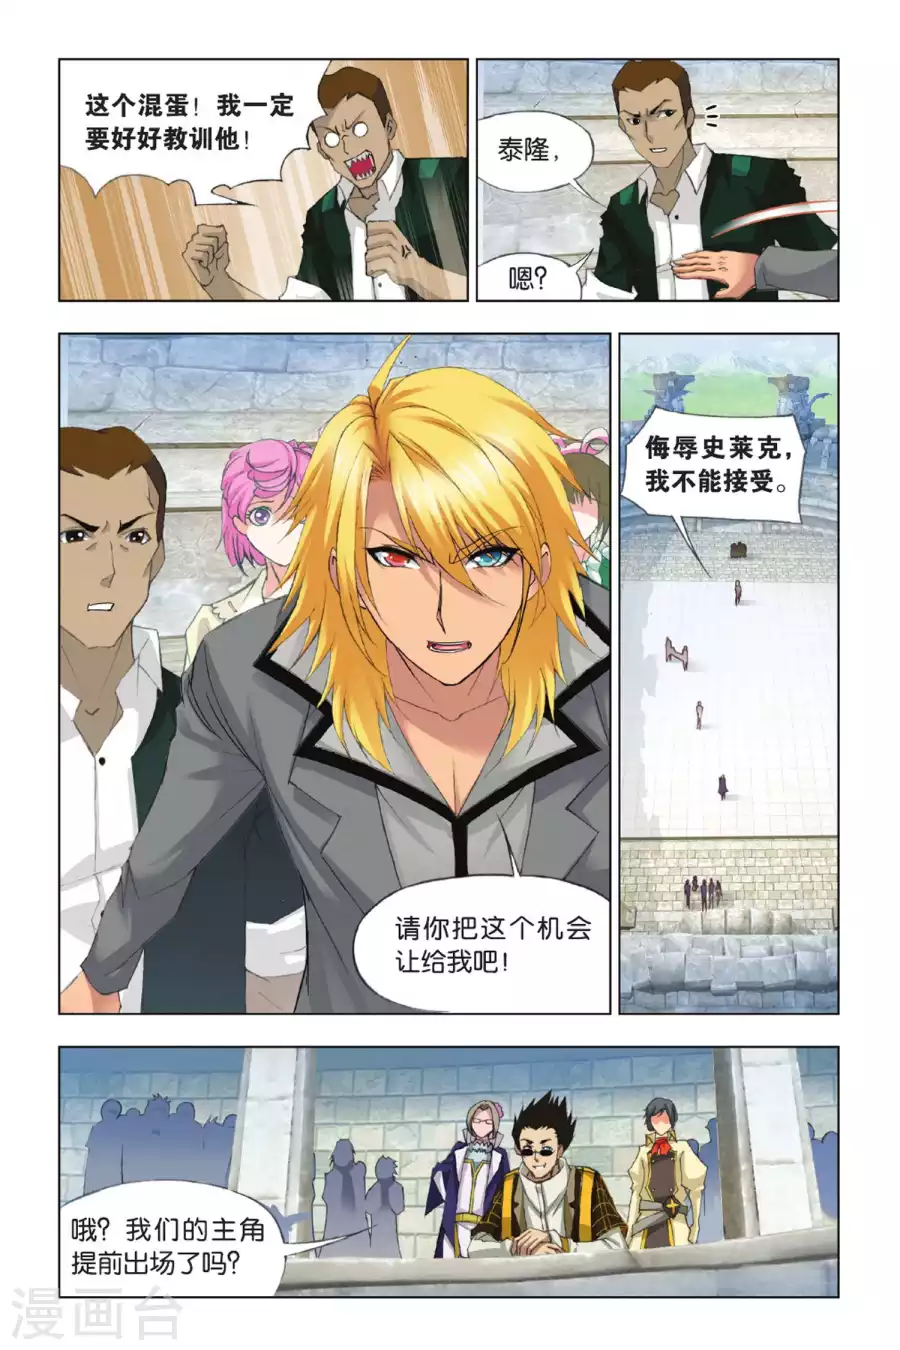 这个混蛋！我一定
要好好教训他！
泰隆，
嗯？
请你把这个机会
让给我吧！
侮辱史莱克，
我不能接受。
哦？我们的主角
提前出场了吗？
漫画台